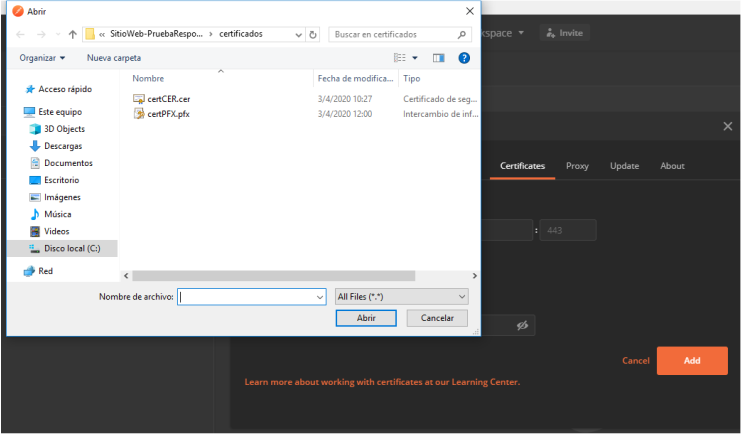 Abrir
« SitioWeb-PruebaRespo... › certificados
Buscar en certificados
Organizar
Nueva carpeta
Nombre
Fecha de modifica...
Tipo
certCER.cer
3/4/2020 10:27
Certificado de seg...
certPFX.pfx
3/4/2020 12:00
Intercambio de inf...
Acceso rápido
Este equipo
3D Objects
Descargas
Documentos
Escritorio
Imágenes
Música
Videos
Disco local (C:)
Red
Nombre de archivo:
All Files (*.*)
Abrir
Cancelar
kspace
Invite
Certificates
Proxy
Update
About
: 443
Cancel
Add
Learn more about working with certificates at our Learning Center.